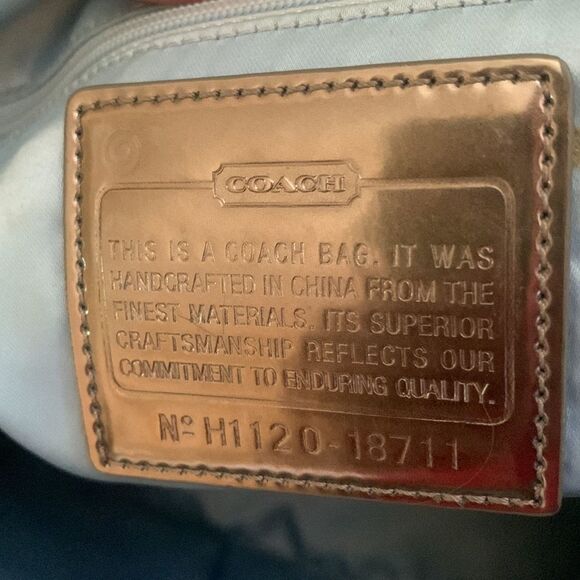 COACH
THIS IS A COACH BAG. IT WAS
HANDCRAFTED IN CHINA FROM THE
FINEST MATERIALS. ITS SUPERIOR
CRAFTSMANSHIP REFLECTS OUR
COMMITMENT TO ENDURING QUALITY.
Nº H1120-18711